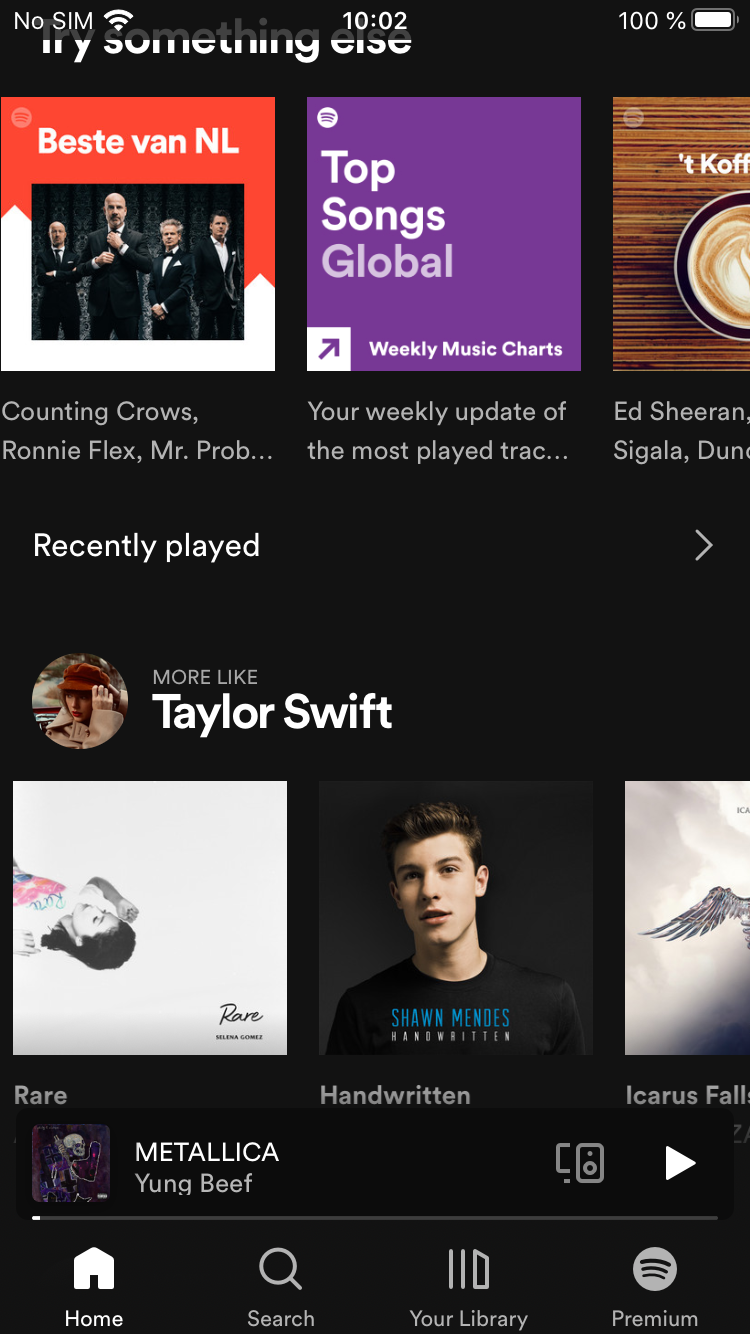 No SIM 10:02 100 %
Try something else
Beste van NL
Top
Songs
Global
Weekly Music Charts
't Koff
Counting Crows,
Ronnie Flex, Mr. Prob...
Your weekly update of
the most played trac...
Ed Sheeran,
Sigala, Dunc
Recently played
MORE LIKE
Taylor Swift
Rare
SELENA GOMEZ
SHAWN MENDES
HANDWRITTEN
ICA
Rare
Handwritten
Icarus Falls
METALLICA
Yung Beef
Home
Search
Your Library
Premium